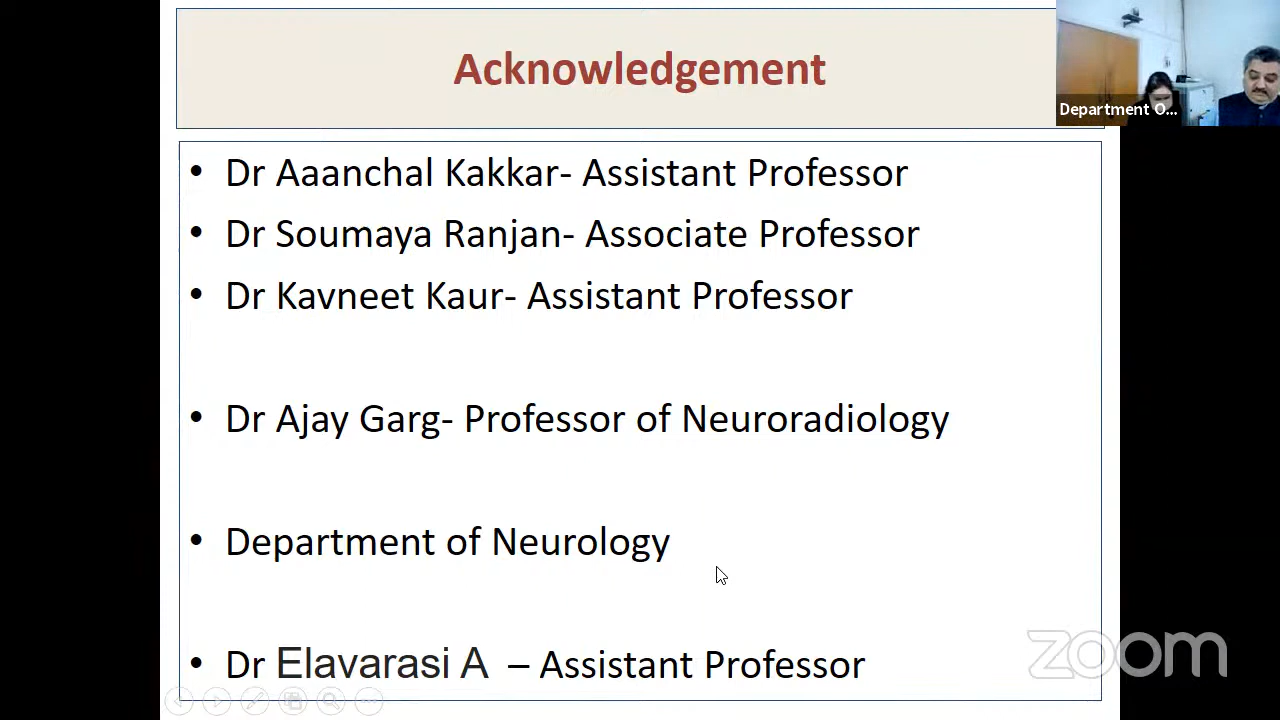 Acknowledgement
Department O...
• Dr Aaanchal Kakkar- Assistant Professor
• Dr Soumaya Ranjan- Associate Professor
• Dr Kavneet Kaur- Assistant Professor
• Dr Ajay Garg- Professor of Neuroradiology
• Department of Neurology
• Dr Elavarasi A – Assistant Professor
zoom